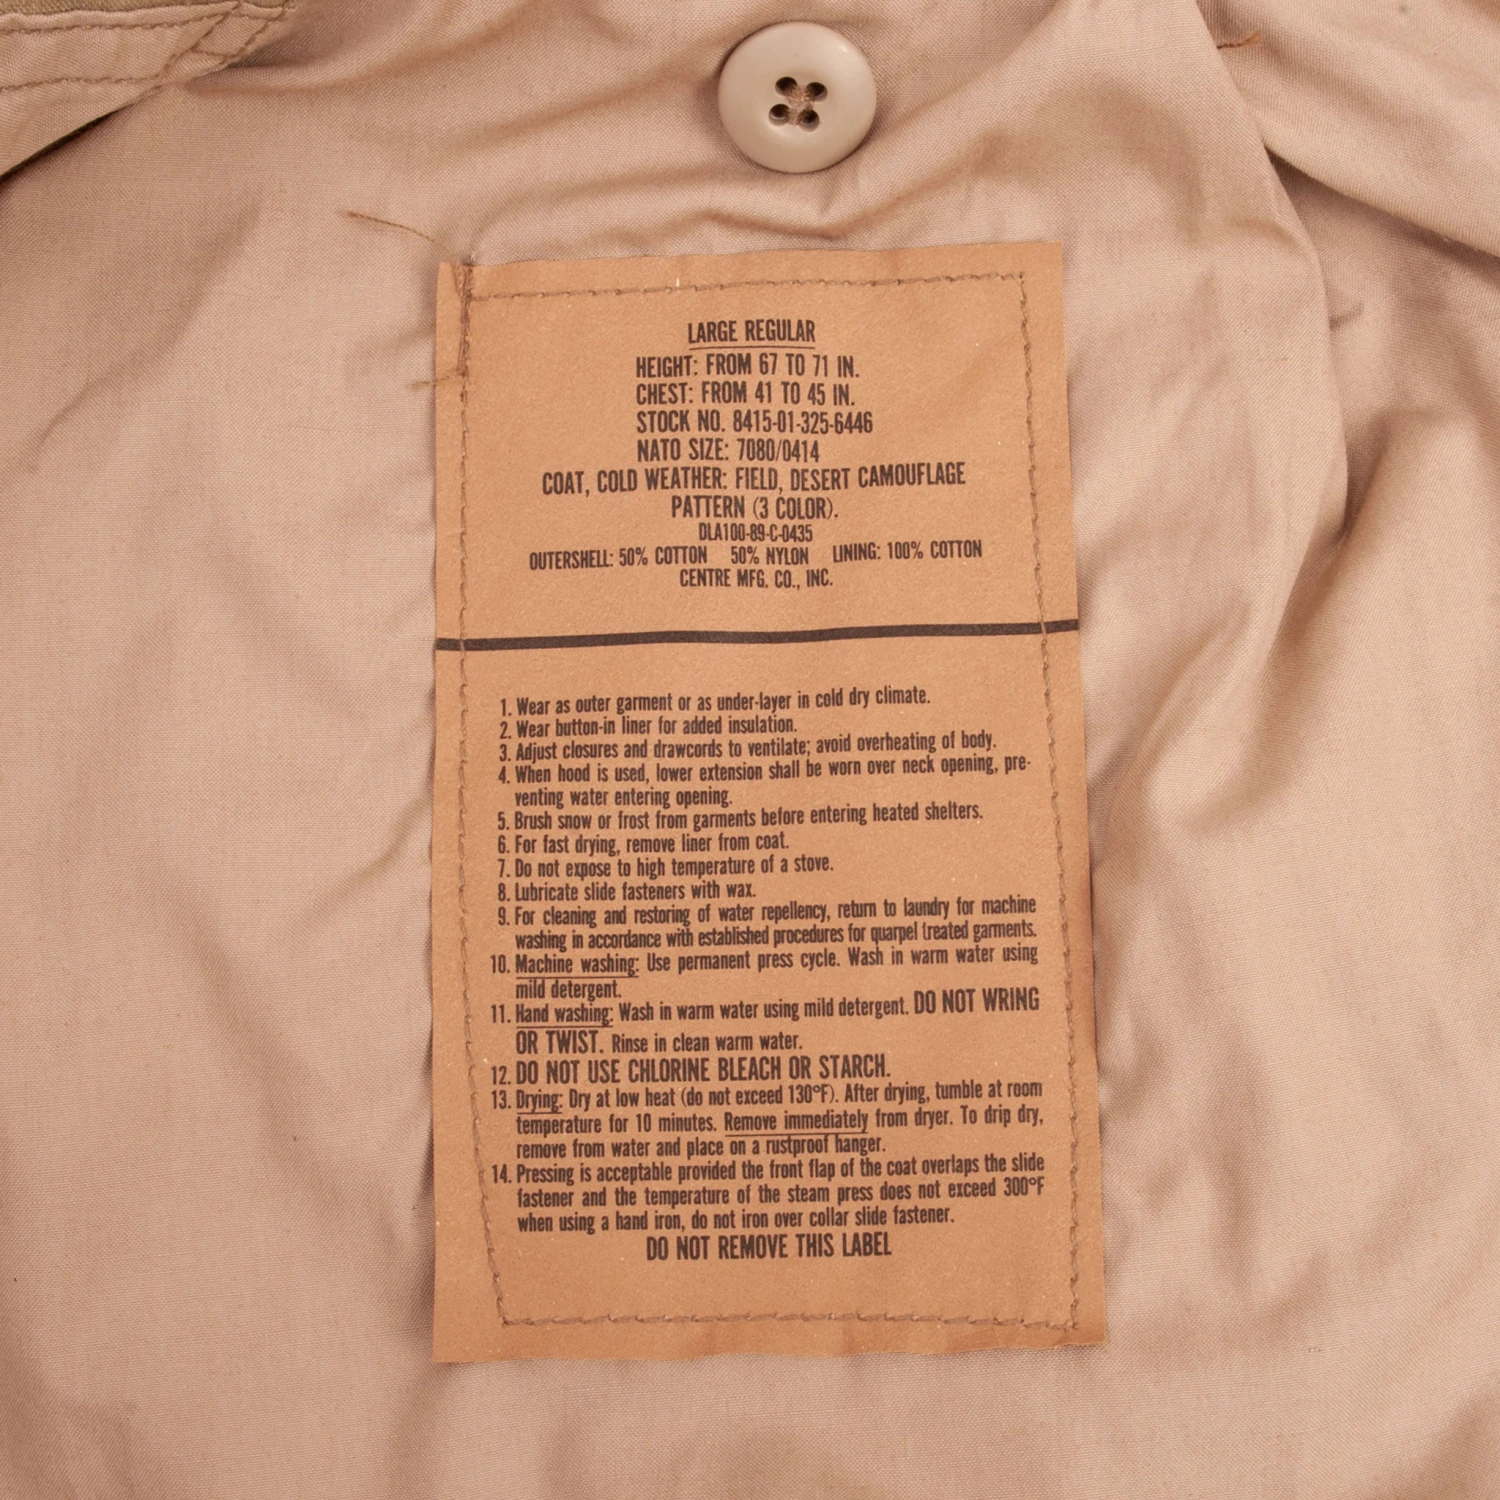 LARGE REGULAR
HEIGHT: FROM 67 TO 71 IN.
CHEST: FROM 41 TO 45 IN.
STOCK NO. 8415-01-325-6446
NATO SIZE: 7080/0414
COAT, COLD WEATHER: FIELD, DESERT CAMOUFLAGE
PATTERN (3 COLOR).
DLA100-89-C-0435
OUTERSHELL: 50% COTTON 50% NYLON LINING: 100% COTTON
CENTRE MFG. CO., INC.
1. Wear as outer garment or as under-layer in cold dry climate.
2. Wear button-in liner for added insulation.
3. Adjust closures and drawcords to ventilate; avoid overheating of body.
4. When hood is used, lower extension shall be worn over neck opening, pre-
venting water entering opening.
5. Brush snow or frost from garments before entering heated shelters.
6. For fast drying, remove liner from coat.
7. Do not expose to high temperature of a stove.
8. Lubricate slide fasteners with wax.
9. For cleaning and restoring of water repellency, return to laundry for machine
washing in accordance with established procedures for quarpel treated garments.
10. Machine washing: Use permanent press cycle. Wash in warm water using
mild detergent.
11. Hand washing: Wash in warm water using mild detergent. DO NOT WRING
OR TWIST. Rinse in clean warm water.
12. DO NOT USE CHLORINE BLEACH OR STARCH.
13. Drying: Dry at low heat (do not exceed 130°F). After drying, tumble at room
temperature for 10 minutes. Remove immediately from dryer. To drip dry,
remove from water and place on a rustproof hanger.
14. Pressing is acceptable provided the front flap of the coat overlaps the slide
fastener and the temperature of the steam press does not exceed 300°F
when using a hand iron, do not iron over collar slide fastener.
DO NOT REMOVE THIS LABEL